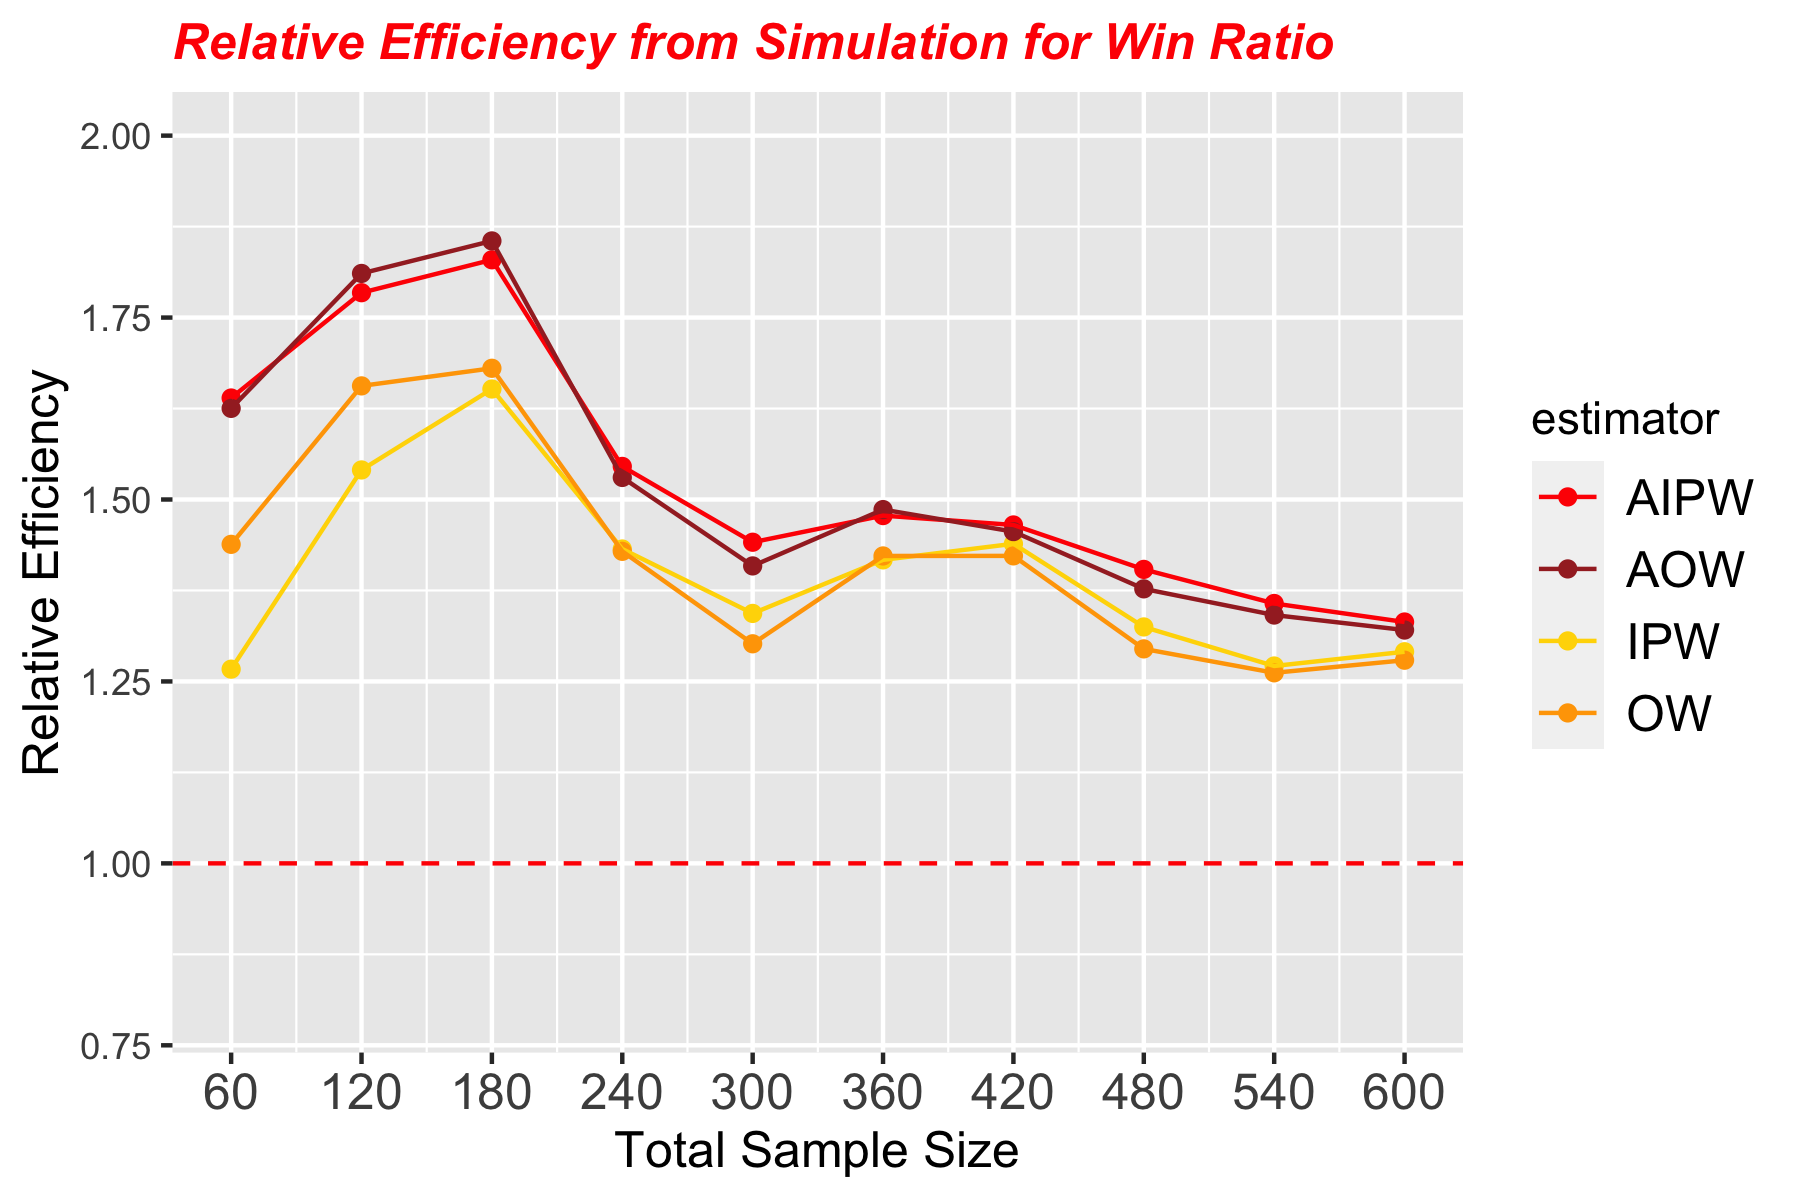 Relative Efficiency from Simulation for Win Ratio
Relative Efficiency
2.00
1.75
1.50
1.25
1.00
0.75
60 120 180 240 300 360 420 480 540 600
Total Sample Size
estimator
AIPW
AOW
IPW
OW